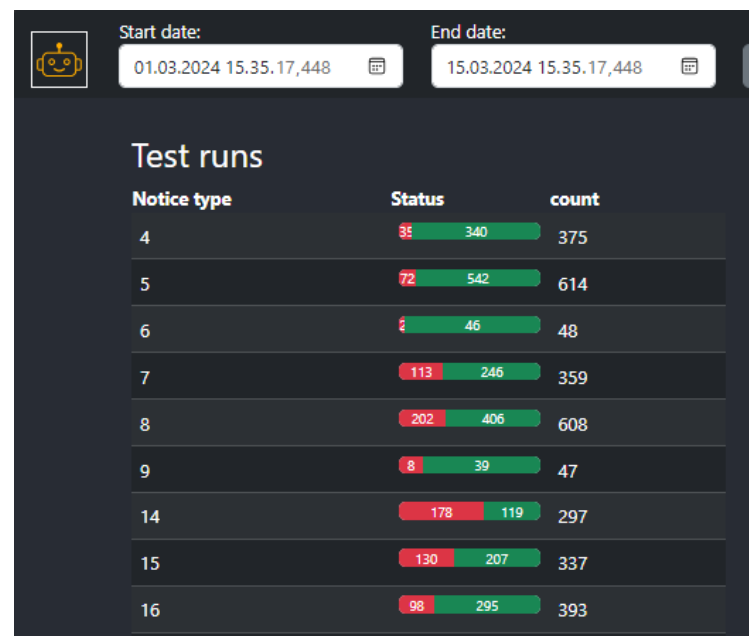 Start date: End date:
01.03.2024 15.35.17,448 15.03.2024 15.35.17,448
Test runs
Notice type Status count
4 35 340 375
5 72 542 614
6 2 46 48
7 113 246 359
8 202 406 608
9 8 39 47
14 178 119 297
15 130 207 337
16 98 295 393